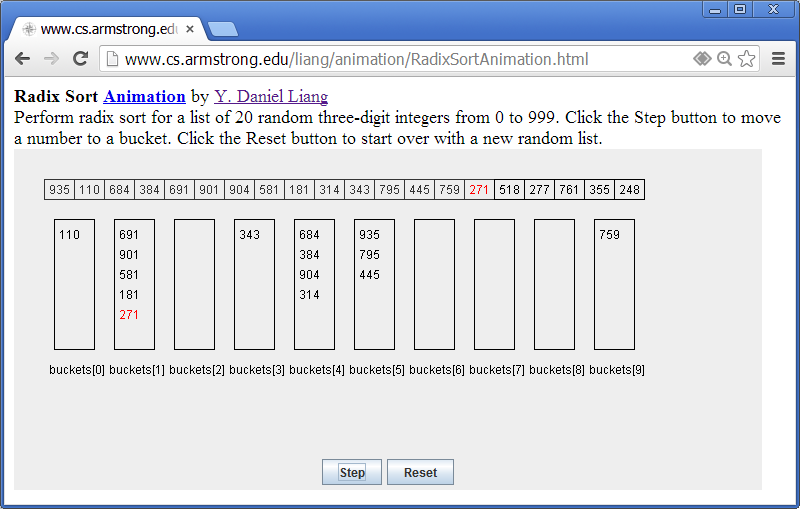 www.cs.armstrong.ed
www.cs.armstrong.edu/liang/animation/RadixSortAnimation.html
Radix Sort Animation by Y. Daniel Liang
Perform radix sort for a list of 20 random three-digit integers from 0 to 999. Click the Step button to move
a number to a bucket. Click the Reset button to start over with a new random list.
935 110 684 384 691 901 904 581 181 314 343 795 445 759 271 518 277 761 355 248
110 691 343 684 935 759
901 384 795
581 904 445
181 314
271
buckets[0] buckets[1] buckets[2] buckets[3] buckets[4] buckets[5] buckets[6] buckets[7] buckets[8] buckets[9]
Step Reset